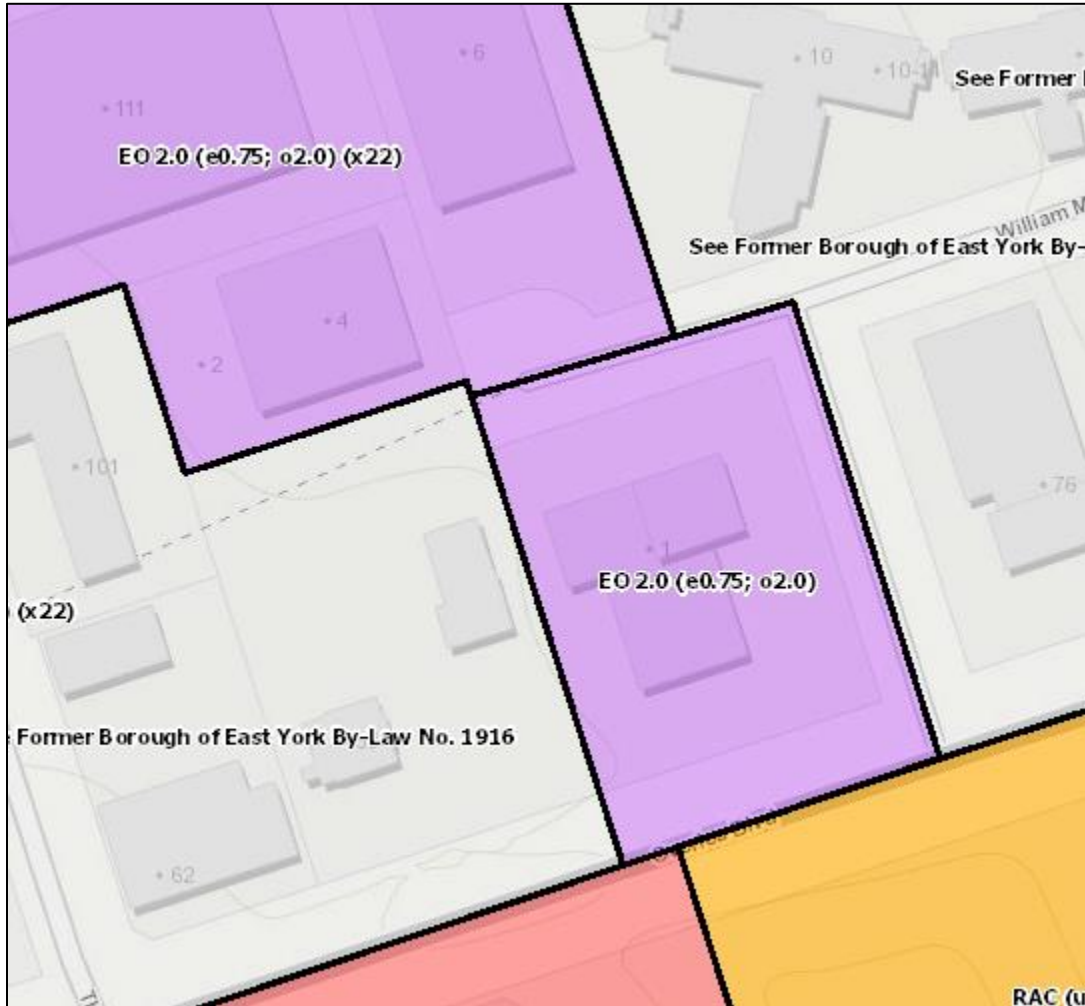 6
10
10-11
See Former
111
EO 2.0 (e0.75; o2.0) (x22)
William M
See Former Borough of East York By-
4
2
101
76
1
EO 2.0 (e0.75; o2.0)
(x22)
Former Borough of East York By-Law No. 1916
62
RAC (